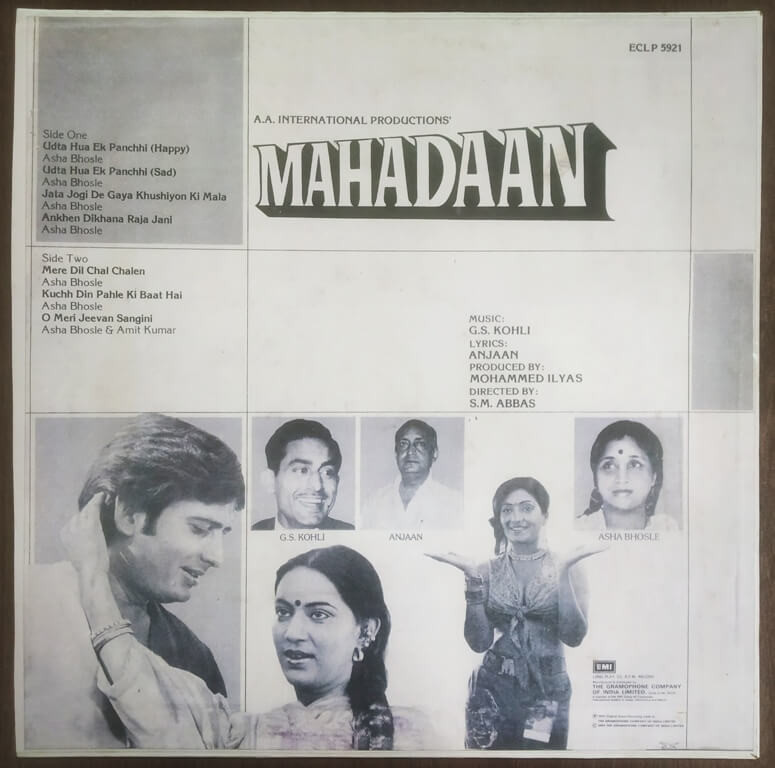 ECLP 5921
A.A. INTERNATIONAL PRODUCTIONS'
MAHADAAN
Side One
Udta Hua Ek Panchhi (Happy)
Asha Bhosle
Udta Hua Ek Panchhi (Sad)
Asha Bhosle
Jata Jogi De Gaya Khushiyon Ki Mala
Asha Bhosle
Ankhen Dikhana Raja Jani
Asha Bhosle
Side Two
Mere Dil Chal Chalen
Asha Bhosle
Kuchh Din Pahle Ki Baat Hai
Asha Bhosle
O Meri Jeevan Sangini
Asha Bhosle & Amit Kumar
MUSIC:
G.S. KOHLI
LYRICS:
ANJAAN
PRODUCED BY:
MOHAMMED ILYAS
DIRECTED BY:
S.M. ABBAS
G.S. KOHLI
ANJAAN
ASHA BHOSLE
EMI
THE GRAMOPHONE COMPANY
OF INDIA LIMITED,